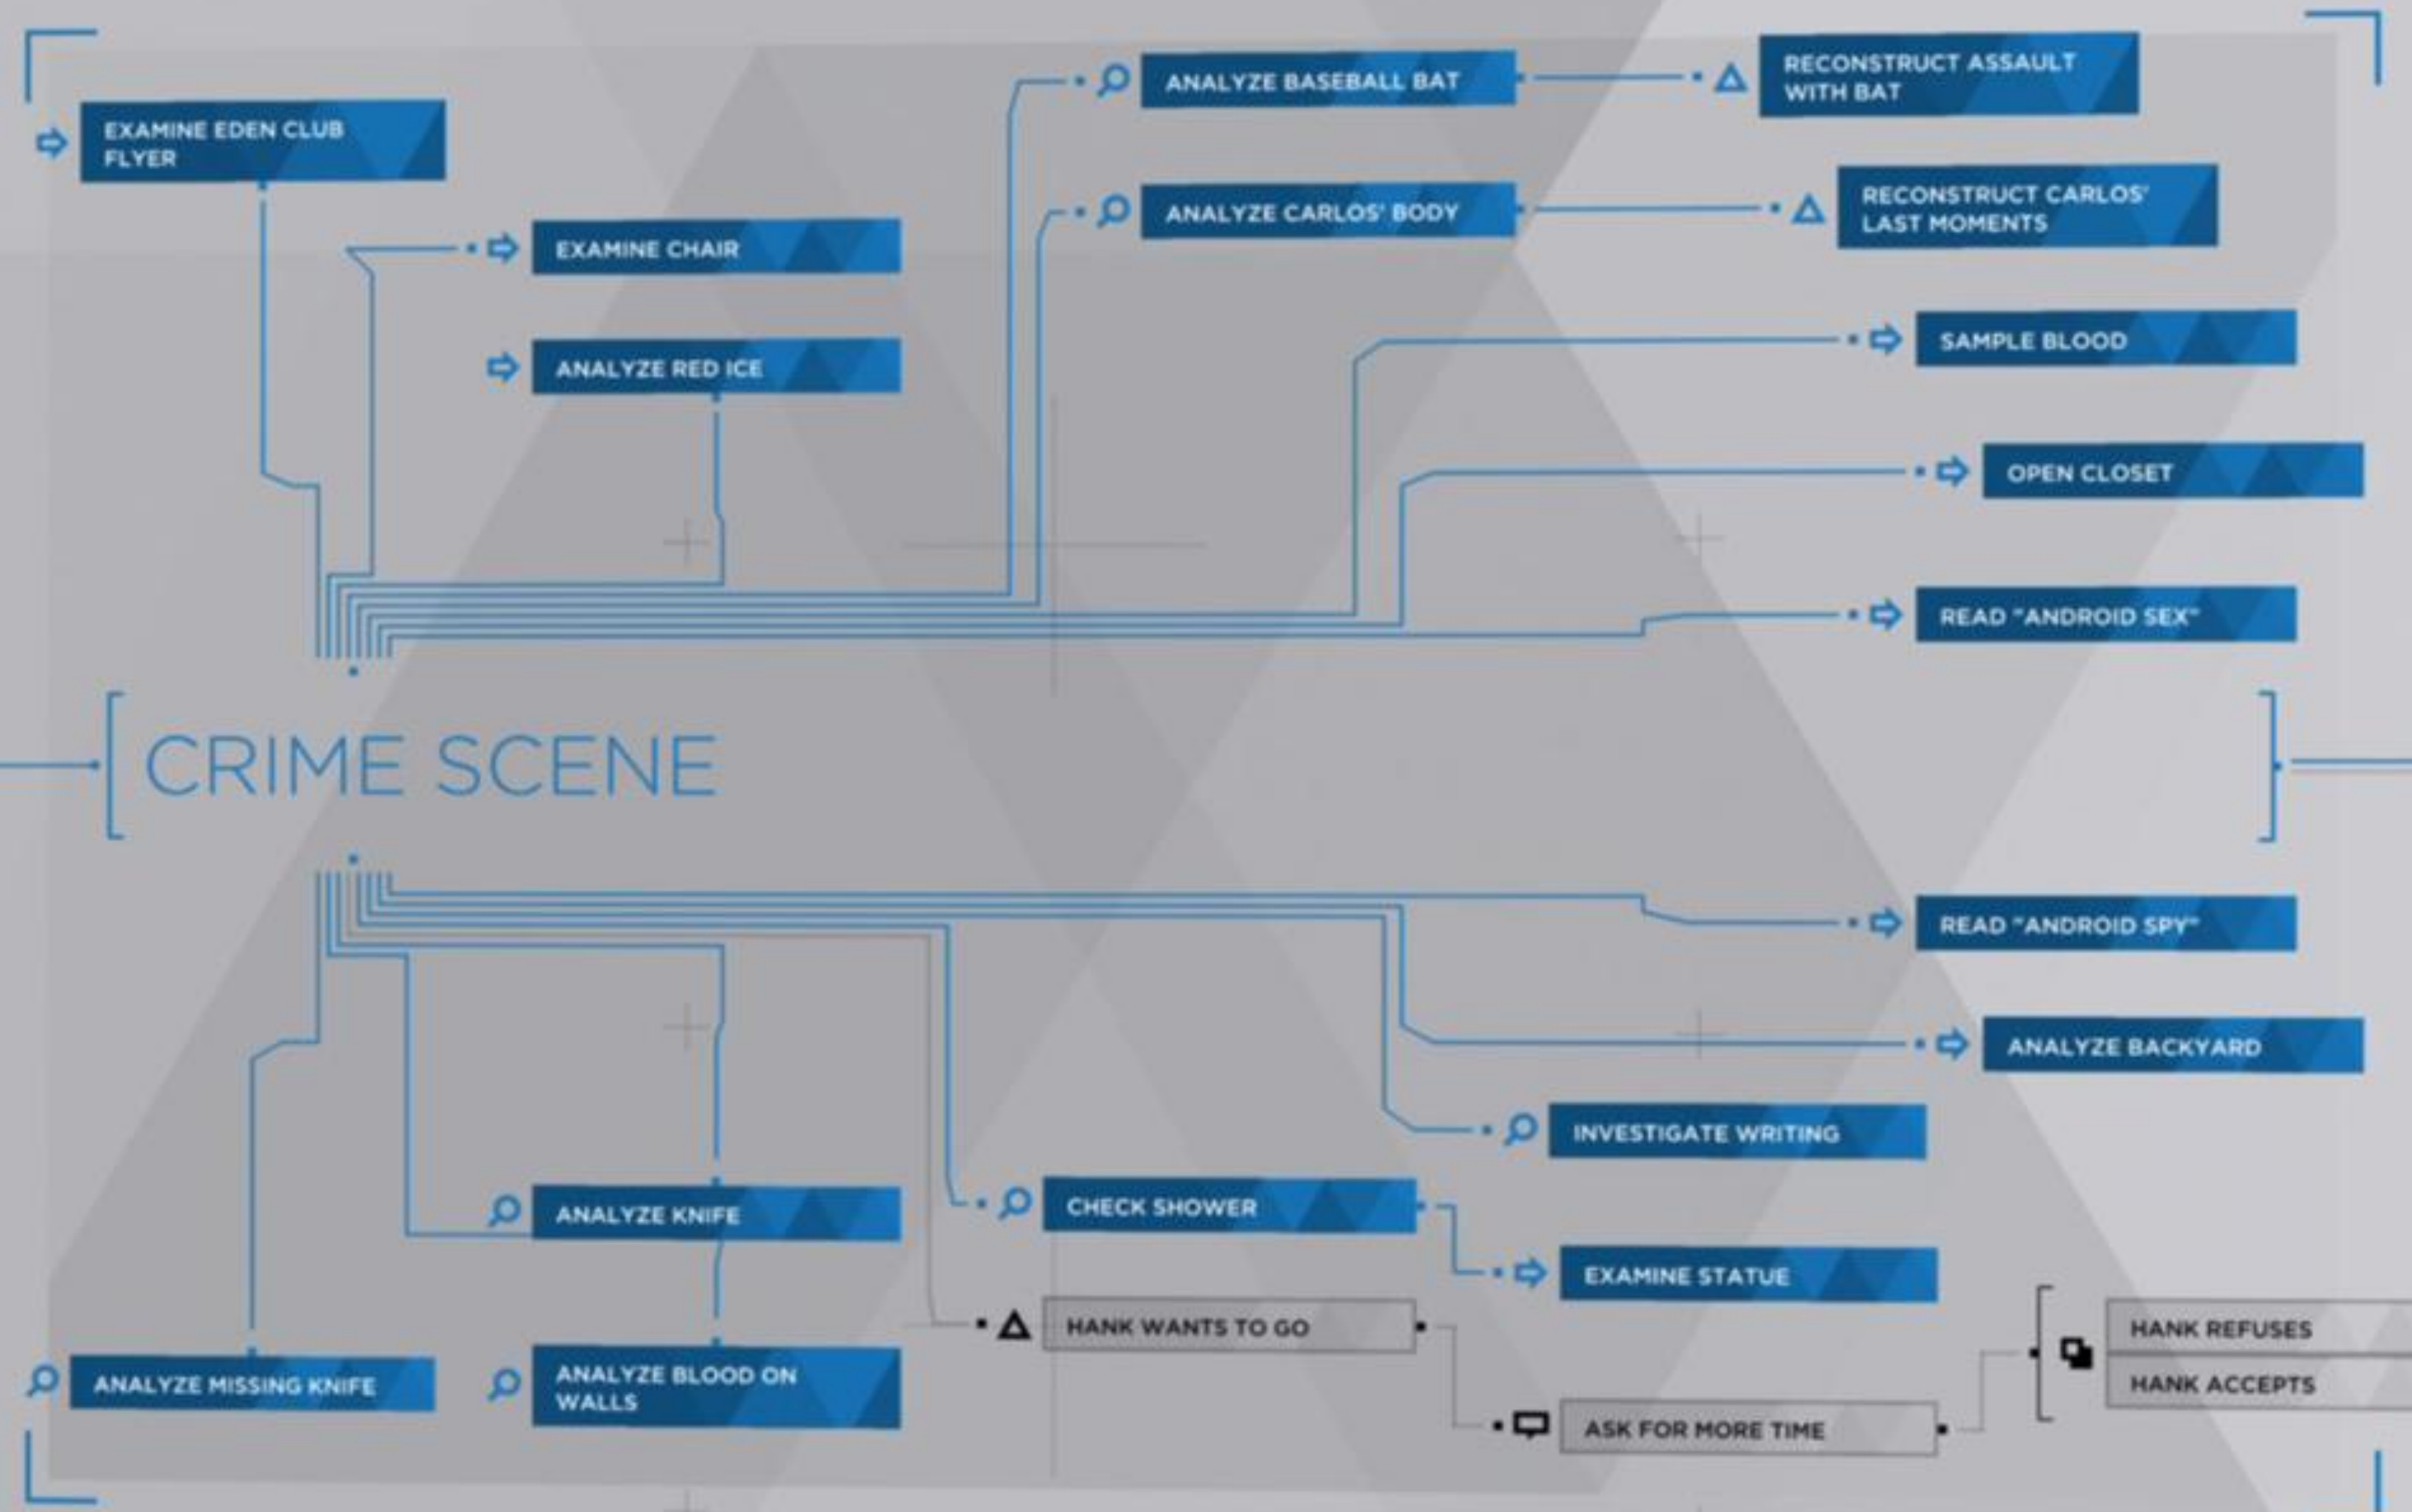 EXAMINE EDEN CLUB
FLYER
EXAMINE CHAIR
ANALYZE RED ICE
ANALYZE BASEBALL BAT
RECONSTRUCT ASSAULT
WITH BAT
ANALYZE CARLOS' BODY
RECONSTRUCT CARLOS'
LAST MOMENTS
SAMPLE BLOOD
OPEN CLOSET
READ "ANDROID SEX"
CRIME SCENE
READ "ANDROID SPY"
ANALYZE BACKYARD
INVESTIGATE WRITING
ANALYZE KNIFE
CHECK SHOWER
EXAMINE STATUE
HANK WANTS TO GO
HANK REFUSES
HANK ACCEPTS
ANALYZE MISSING KNIFE
ANALYZE BLOOD ON
WALLS
ASK FOR MORE TIME